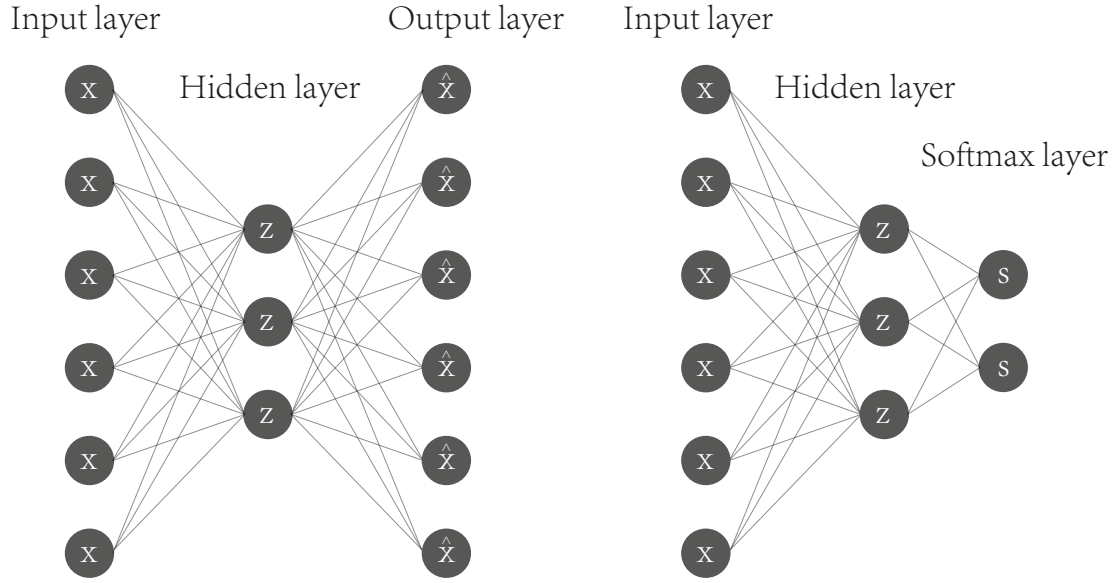 Input layer
Output layer
Input layer
Hidden layer
Hidden layer
Softmax layer
x x̂ x
x x̂ x
z z
x x̂ x s
z z
x x̂ x s
z z
x x̂ x
x x̂ x